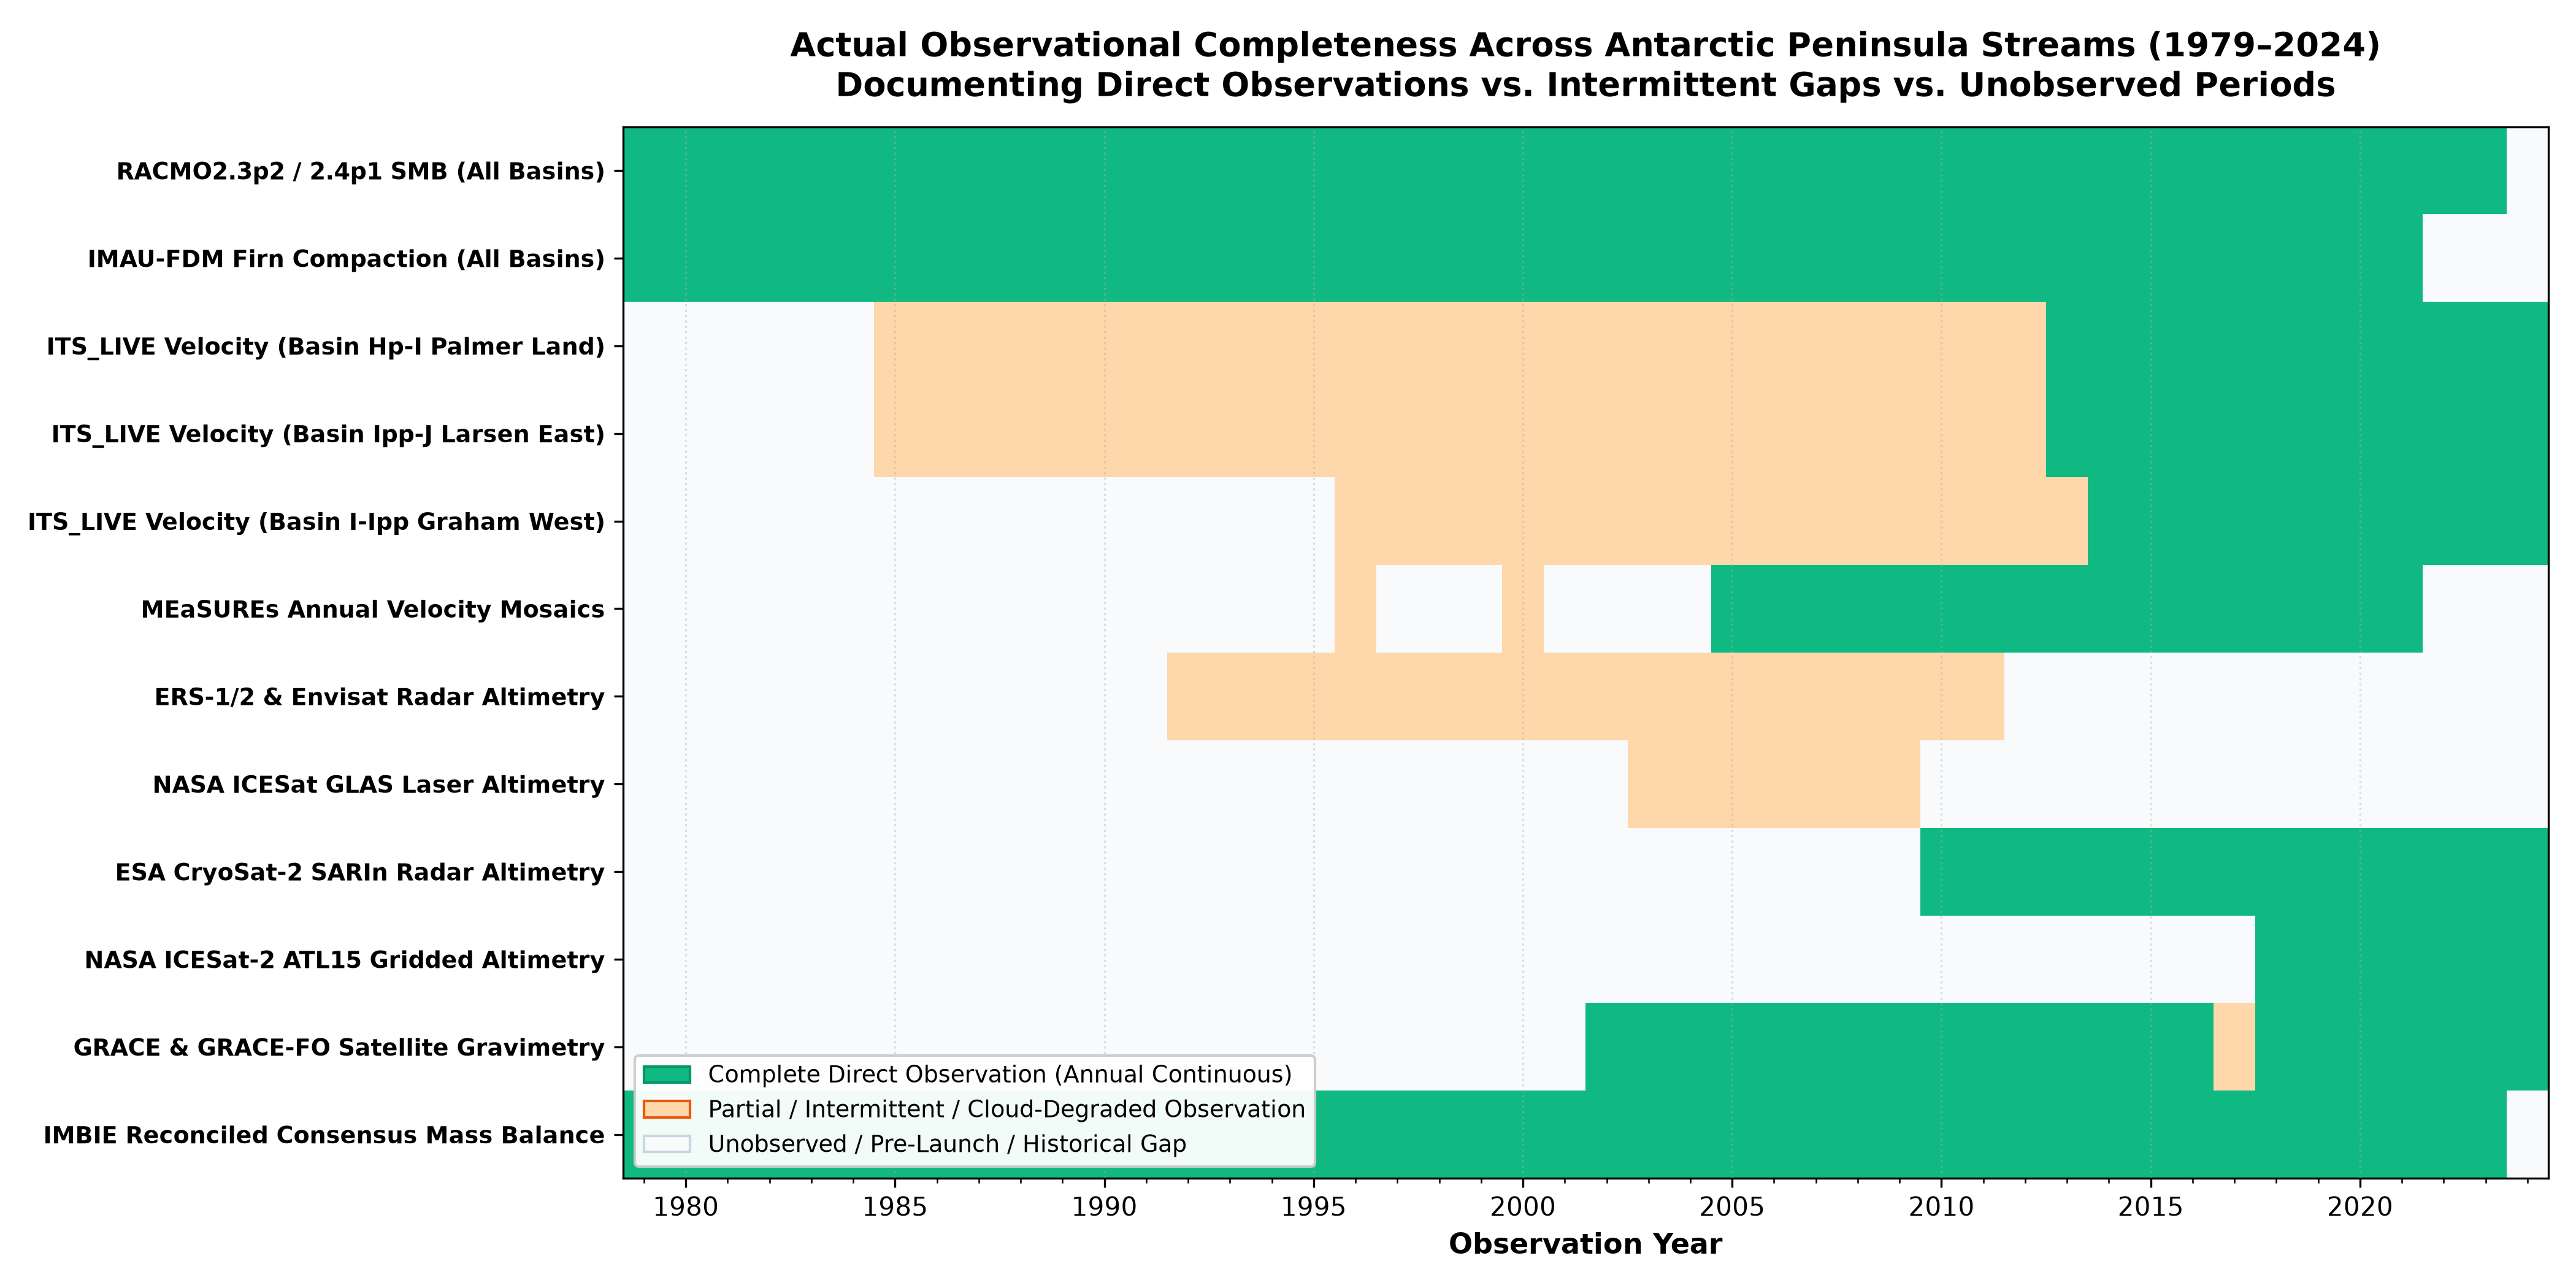 Actual Observational Completeness Across Antarctic Peninsula Streams (1979–2024)
Documenting Direct Observations vs. Intermittent Gaps vs. Unobserved Periods
RACMO2.3p2 / 2.4p1 SMB (All Basins)
IMAU-FDM Firn Compaction (All Basins)
ITS_LIVE Velocity (Basin Hp-I Palmer Land)
ITS_LIVE Velocity (Basin Ipp-J Larsen East)
ITS_LIVE Velocity (Basin I-Ipp Graham West)
MEaSUREs Annual Velocity Mosaics
ERS-1/2 & Envisat Radar Altimetry
NASA ICESat GLAS Laser Altimetry
ESA CryoSat-2 SARIn Radar Altimetry
NASA ICESat-2 ATL15 Gridded Altimetry
GRACE & GRACE-FO Satellite Gravimetry
IMBIE Reconciled Consensus Mass Balance
Complete Direct Observation (Annual Continuous)
Partial / Intermittent / Cloud-Degraded Observation
Unobserved / Pre-Launch / Historical Gap
1980 1985 1990 1995 2000 2005 2010 2015 2020
Observation Year